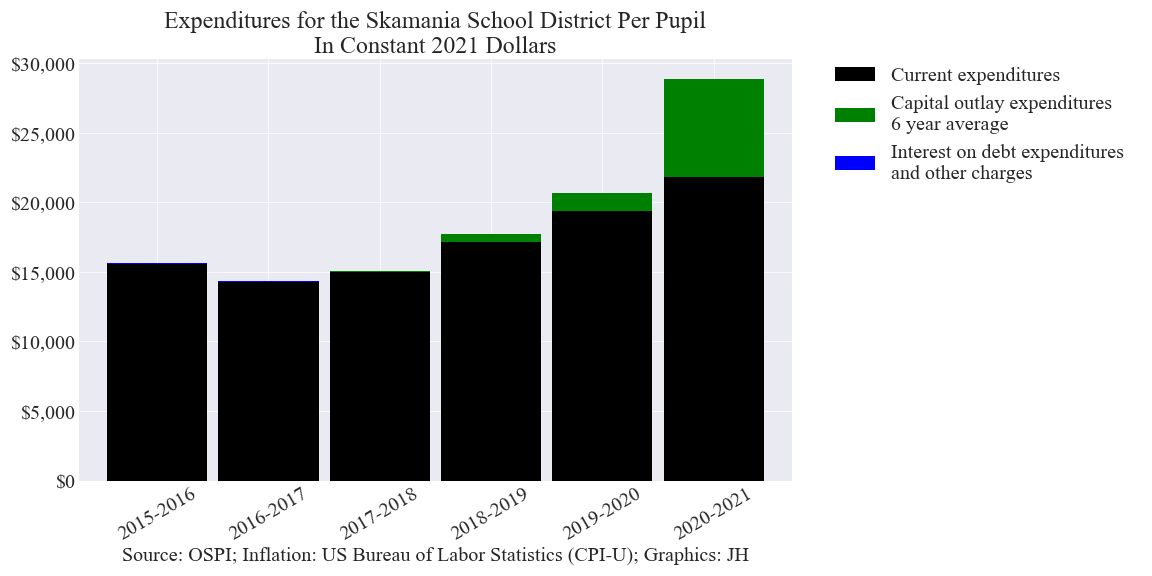 Expenditures for the Skamania School District Per Pupil
In Constant 2021 Dollars
$30,000
$25,000
$20,000
$15,000
$10,000
$5,000
$0
2015-2016
2016-2017
2017-2018
2018-2019
2019-2020
2020-2021
Source: OSPI; Inflation: US Bureau of Labor Statistics (CPI-U); Graphics: JH
Current expenditures
Capital outlay expenditures
6 year average
Interest on debt expenditures
and other charges